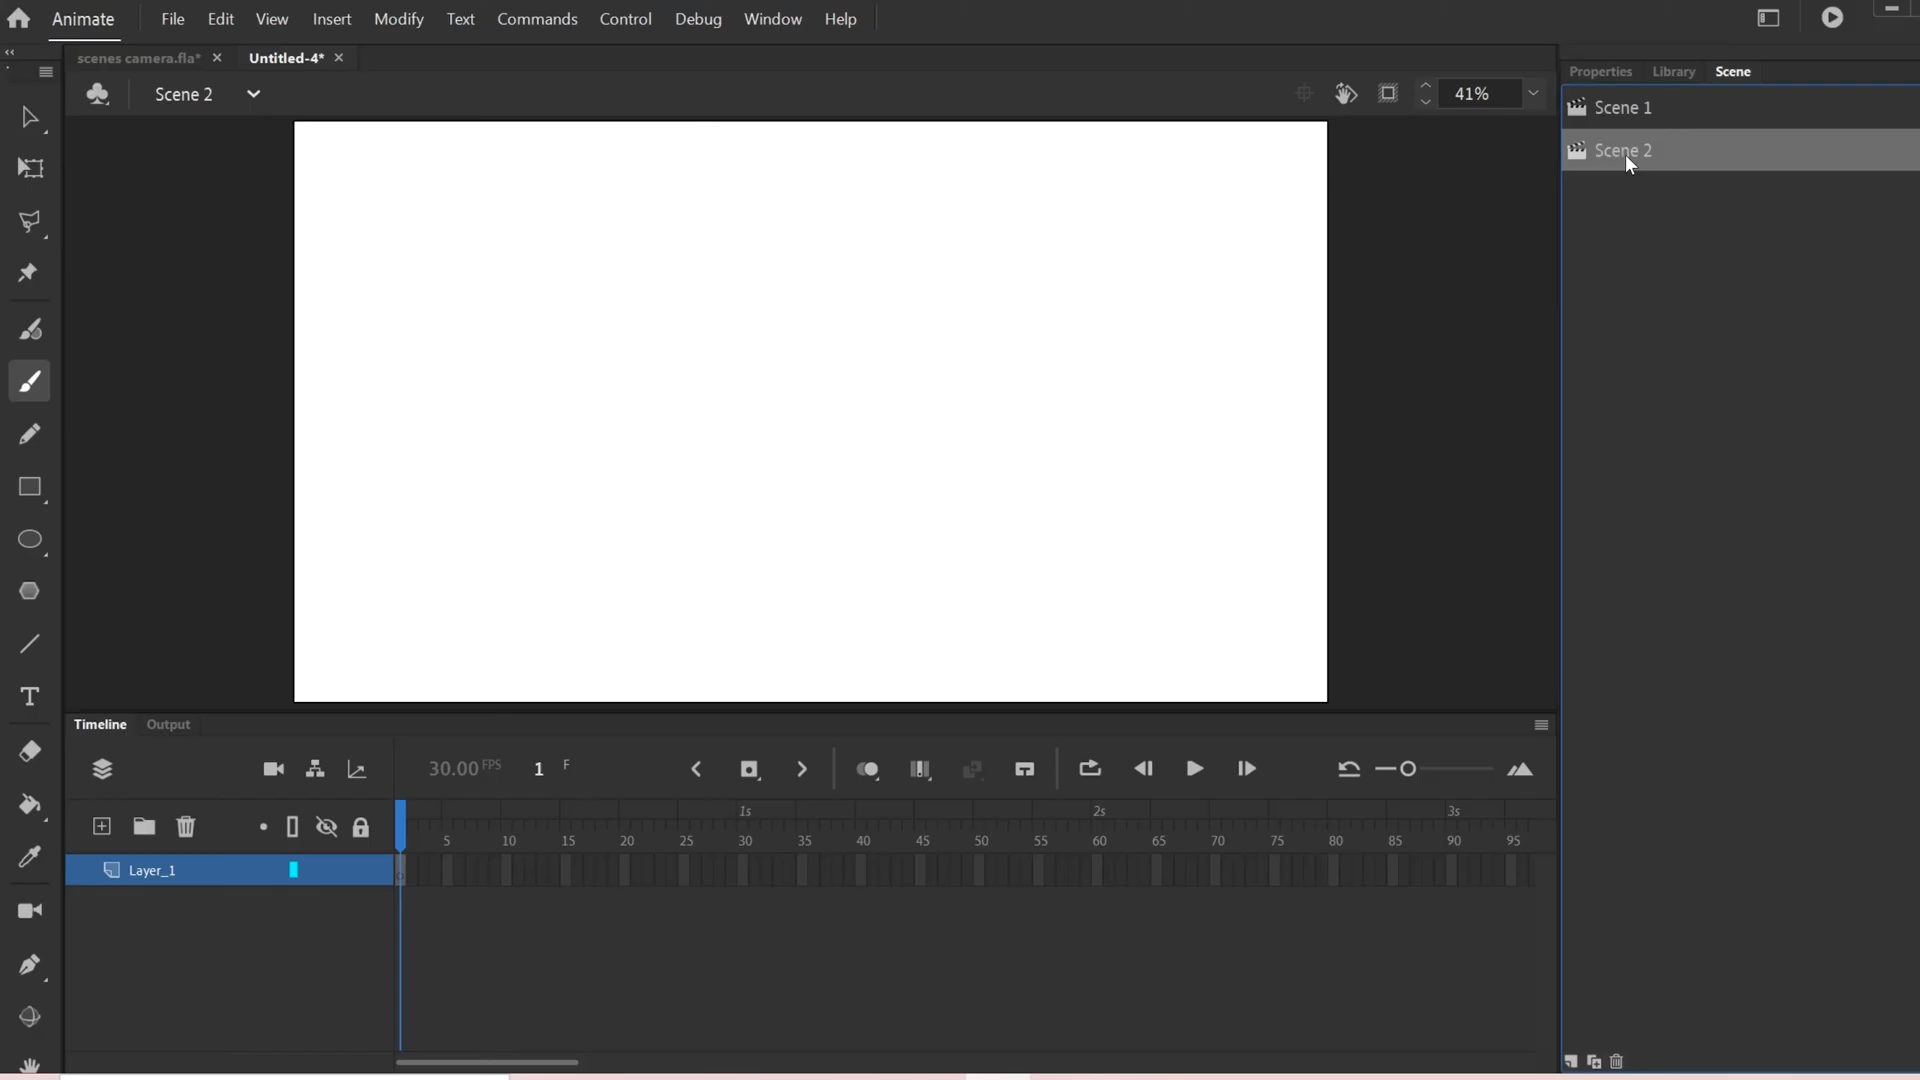 Animate File Edit View Insert Modify Text Commands Control Debug Window Help
scenes camera.fla* Untitled-4*
Scene 2 41%
Properties Library Scene
Scene 1
Scene 2
Timeline Output
30.00 FPS 1 F
1s 2s 3s
5 10 15 20 25 30 35 40 45 50 55 60 65 70 75 80 85 90 95
Layer_1
T